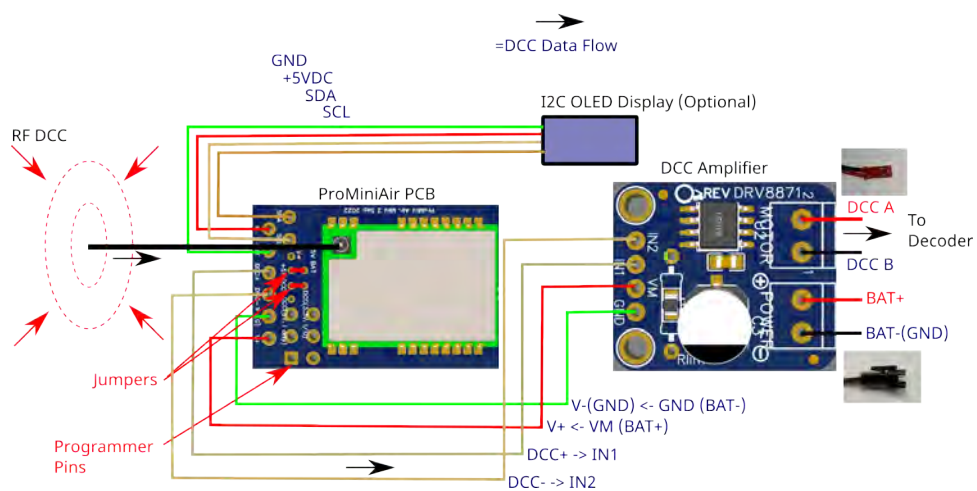 =DCC Data Flow
GND
+5VDC
SDA
SCL
I2C OLED Display (Optional)
RF DCC
DCC Amplifier
ProMiniAir PCB
REV DRV8871
MOTOR
DCC A
To
Decoder
DCC B
IN2
IN1
VM
GND
POWER
BAT+
BAT-(GND)
Jumpers
V-(GND) <- GND (BAT-)
V+ <- VM (BAT+)
Programmer
Pins
DCC+ -> IN1
DCC- -> IN2